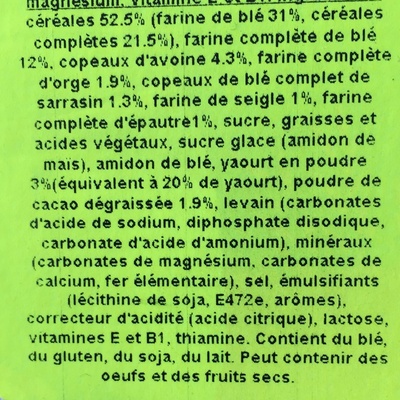 magnésium, vitamine E et B1.
céréales 52.5% (farine de blé 31%, céréales
complètes 21.5%), farine complète de blé
12%, copeaux d'avoine 4.3%, farine complète
d'orge 1.9%, copeaux de blé complet de
sarrasin 1.3%, farine de seigle 1%, farine
complète d'épautre1%, sucre, graisses et
acides végétaux, sucre glace (amidon de
maïs), amidon de blé, yaourt en poudre
3%(équivalent à 20% de yaourt), poudre de
cacao dégraissée 1.9%, levain (carbonates
d'acide de sodium, diphosphate disodique,
carbonate d'acide d'amonium), minéraux
(carbonates de magnésium, carbonates de
calcium, fer élémentaire), sel, émulsifiants
(lécithine de soja, E472e, arômes),
correcteur d'acidité (acide citrique), lactose,
vitamines E et B1, thiamine. Contient du blé,
du gluten, du soja, du lait. Peut contenir des
oeufs et des fruits secs.